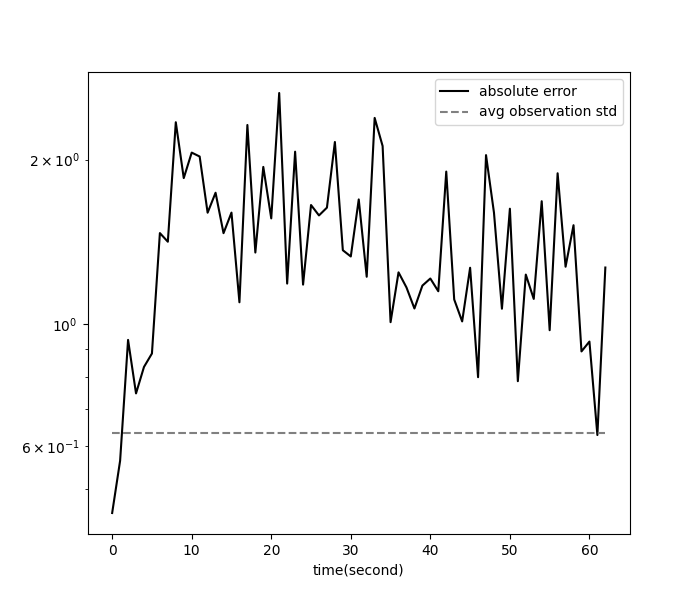 absolute error
avg observation std
2 × 10⁰
10⁰
6 × 10⁻¹
0 10 20 30 40 50 60
time(second)